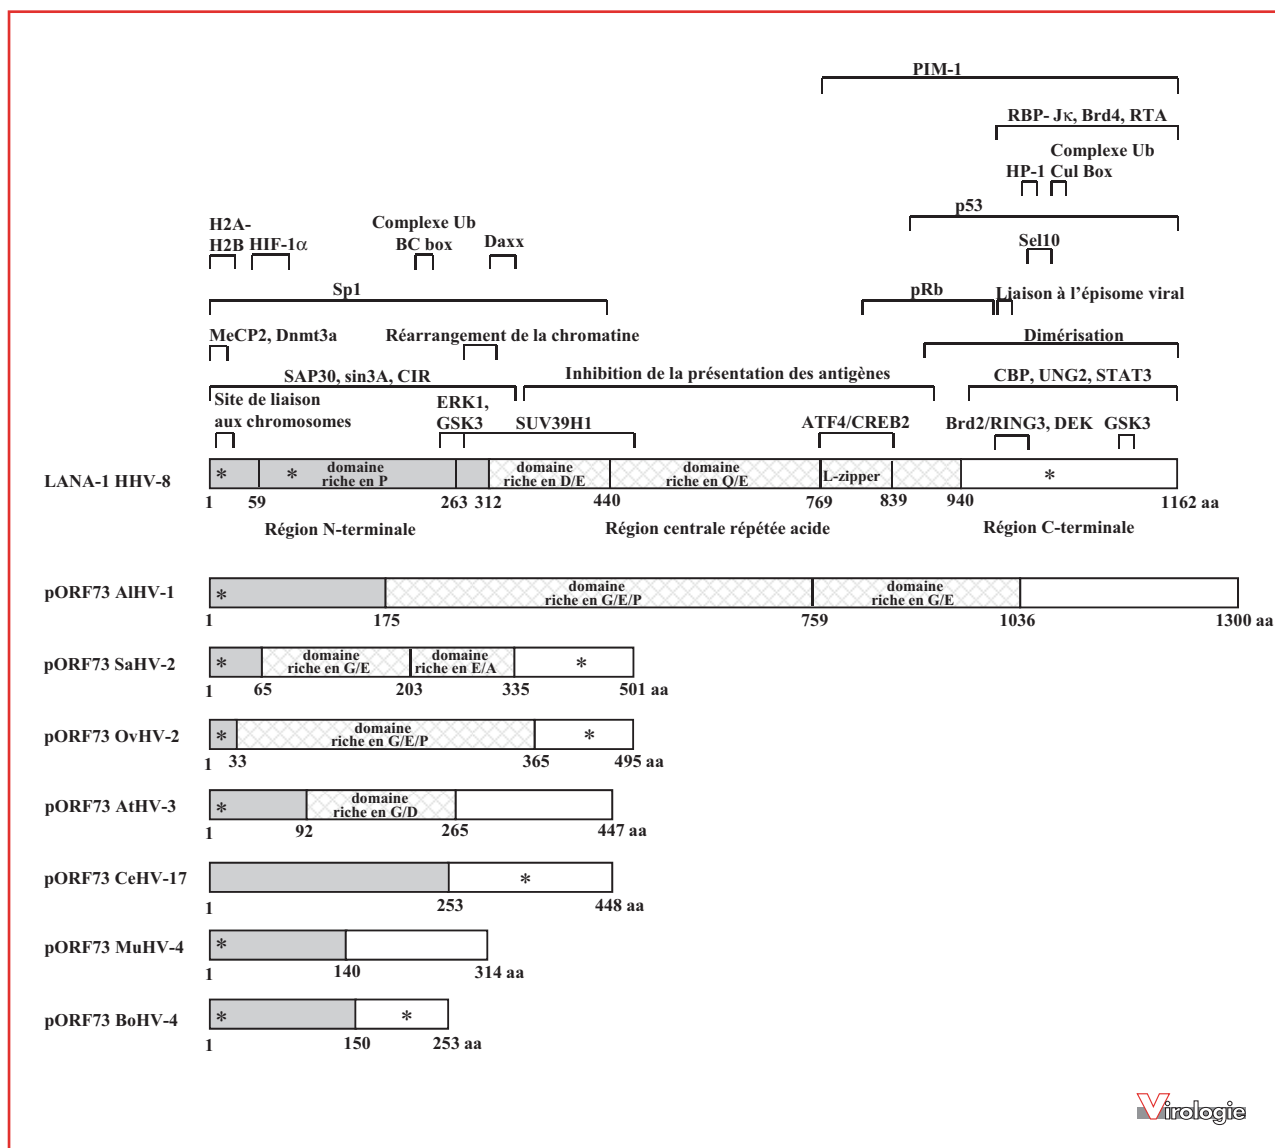 PIM-1
RBP- Jκ, Brd4, RTA
Complexe Ub
HP-1 Cul Box
p53
H2A-
H2B HIF-1α
Complexe Ub
BC box
Daxx
Sel10
Sp1
pRb
Liaison à l'épisome viral
MeCP2, Dnmt3a
Réarrangement de la chromatine
Dimérisation
SAP30, sin3A, CIR
Inhibition de la présentation des antigènes
CBP, UNG2, STAT3
Site de liaison
aux chromosomes
ERK1,
GSK3
SUV39H1
ATF4/CREB2
Brd2/RING3, DEK
GSK3
LANA-1 HHV-8
* * domaine
riche en P
domaine
riche en D/E
domaine
riche en Q/E
L-zipper
*
1 59 263 312 440 769 839 940 1162 aa
Région N-terminale
Région centrale répétée acide
Région C-terminale
pORF73 AlHV-1
*
domaine
riche en G/E/P
domaine
riche en G/E
1 175 759 1036 1300 aa
pORF73 SaHV-2
*
domaine
riche en G/E
domaine
riche en E/A
*
1 65 203 335 501 aa
pORF73 OvHV-2
*
domaine
riche en G/E/P
*
1 33 365 495 aa
pORF73 AtHV-3
*
domaine
riche en G/D
1 92 265 447 aa
pORF73 CeHV-17
*
1 253 448 aa
pORF73 MuHV-4
*
1 140 314 aa
pORF73 BoHV-4
* *
1 150 253 aa
Virologie